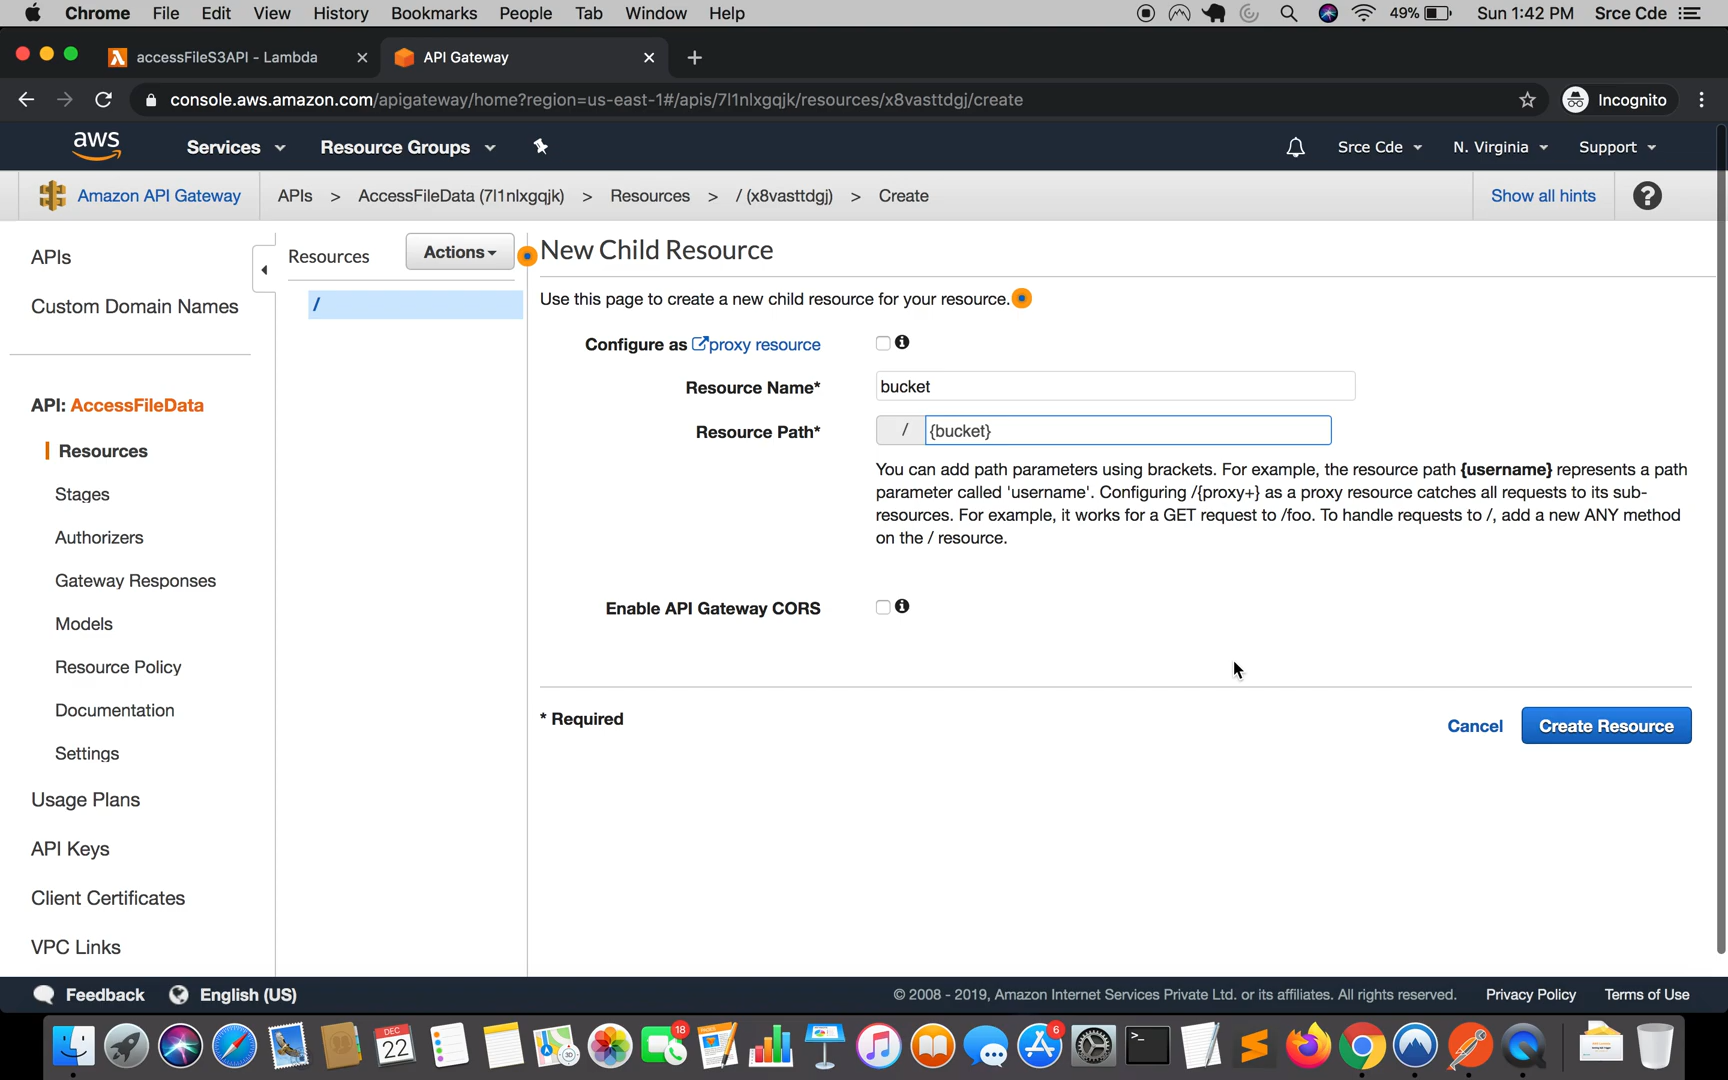 Chrome File Edit View History Bookmarks People Tab Window Help 49% Sun 1:42 PM Srce Cde
accessFileS3API - Lambda API Gateway
console.aws.amazon.com/apigateway/home?region=us-east-1#/apis/7l1nlxgqjk/resources/x8vasttdgj/create Incognito
aws Services Resource Groups Srce Cde N. Virginia Support
Amazon API Gateway APIs > AccessFileData (7l1nlxgqjk) > Resources > / (x8vasttdgj) > Create Show all hints ?
APIs
Custom Domain Names
API: AccessFileData
Resources
Stages
Authorizers
Gateway Responses
Models
Resource Policy
Documentation
Settings
Usage Plans
API Keys
Client Certificates
VPC Links
Resources Actions
/
New Child Resource
Use this page to create a new child resource for your resource.
Configure as proxy resource
Resource Name* bucket
Resource Path* / {bucket}
You can add path parameters using brackets. For example, the resource path {username} represents a path
parameter called 'username'. Configuring /{proxy+} as a proxy resource catches all requests to its sub-
resources. For example, it works for a GET request to /foo. To handle requests to /, add a new ANY method
on the / resource.
Enable API Gateway CORS
* Required
Cancel Create Resource
Feedback English (US) © 2008 - 2019, Amazon Internet Services Private Ltd. or its affiliates. All rights reserved. Privacy Policy Terms of Use
DEC
22
18
6